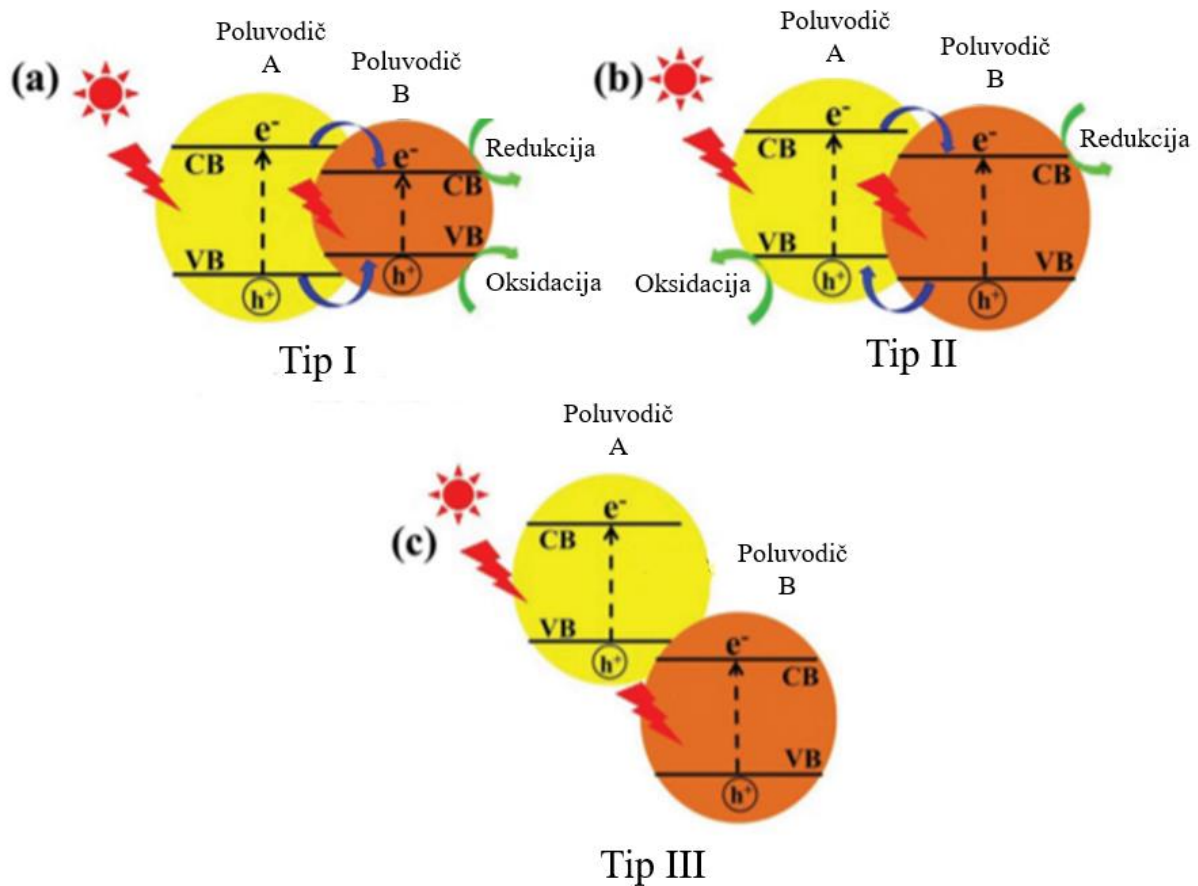 (a)
Poluvodič
A
Poluvodič
B
e⁻
CB
e⁻
CB
VB
VB
h⁺
h⁺
Redukcija
Oksidacija
Tip I
(b)
Poluvodič
A
Poluvodič
B
e⁻
CB
e⁻
CB
VB
VB
h⁺
h⁺
Redukcija
Oksidacija
Tip II
(c)
Poluvodič
A
Poluvodič
B
e⁻
CB
VB
h⁺
e⁻
CB
VB
h⁺
Tip III